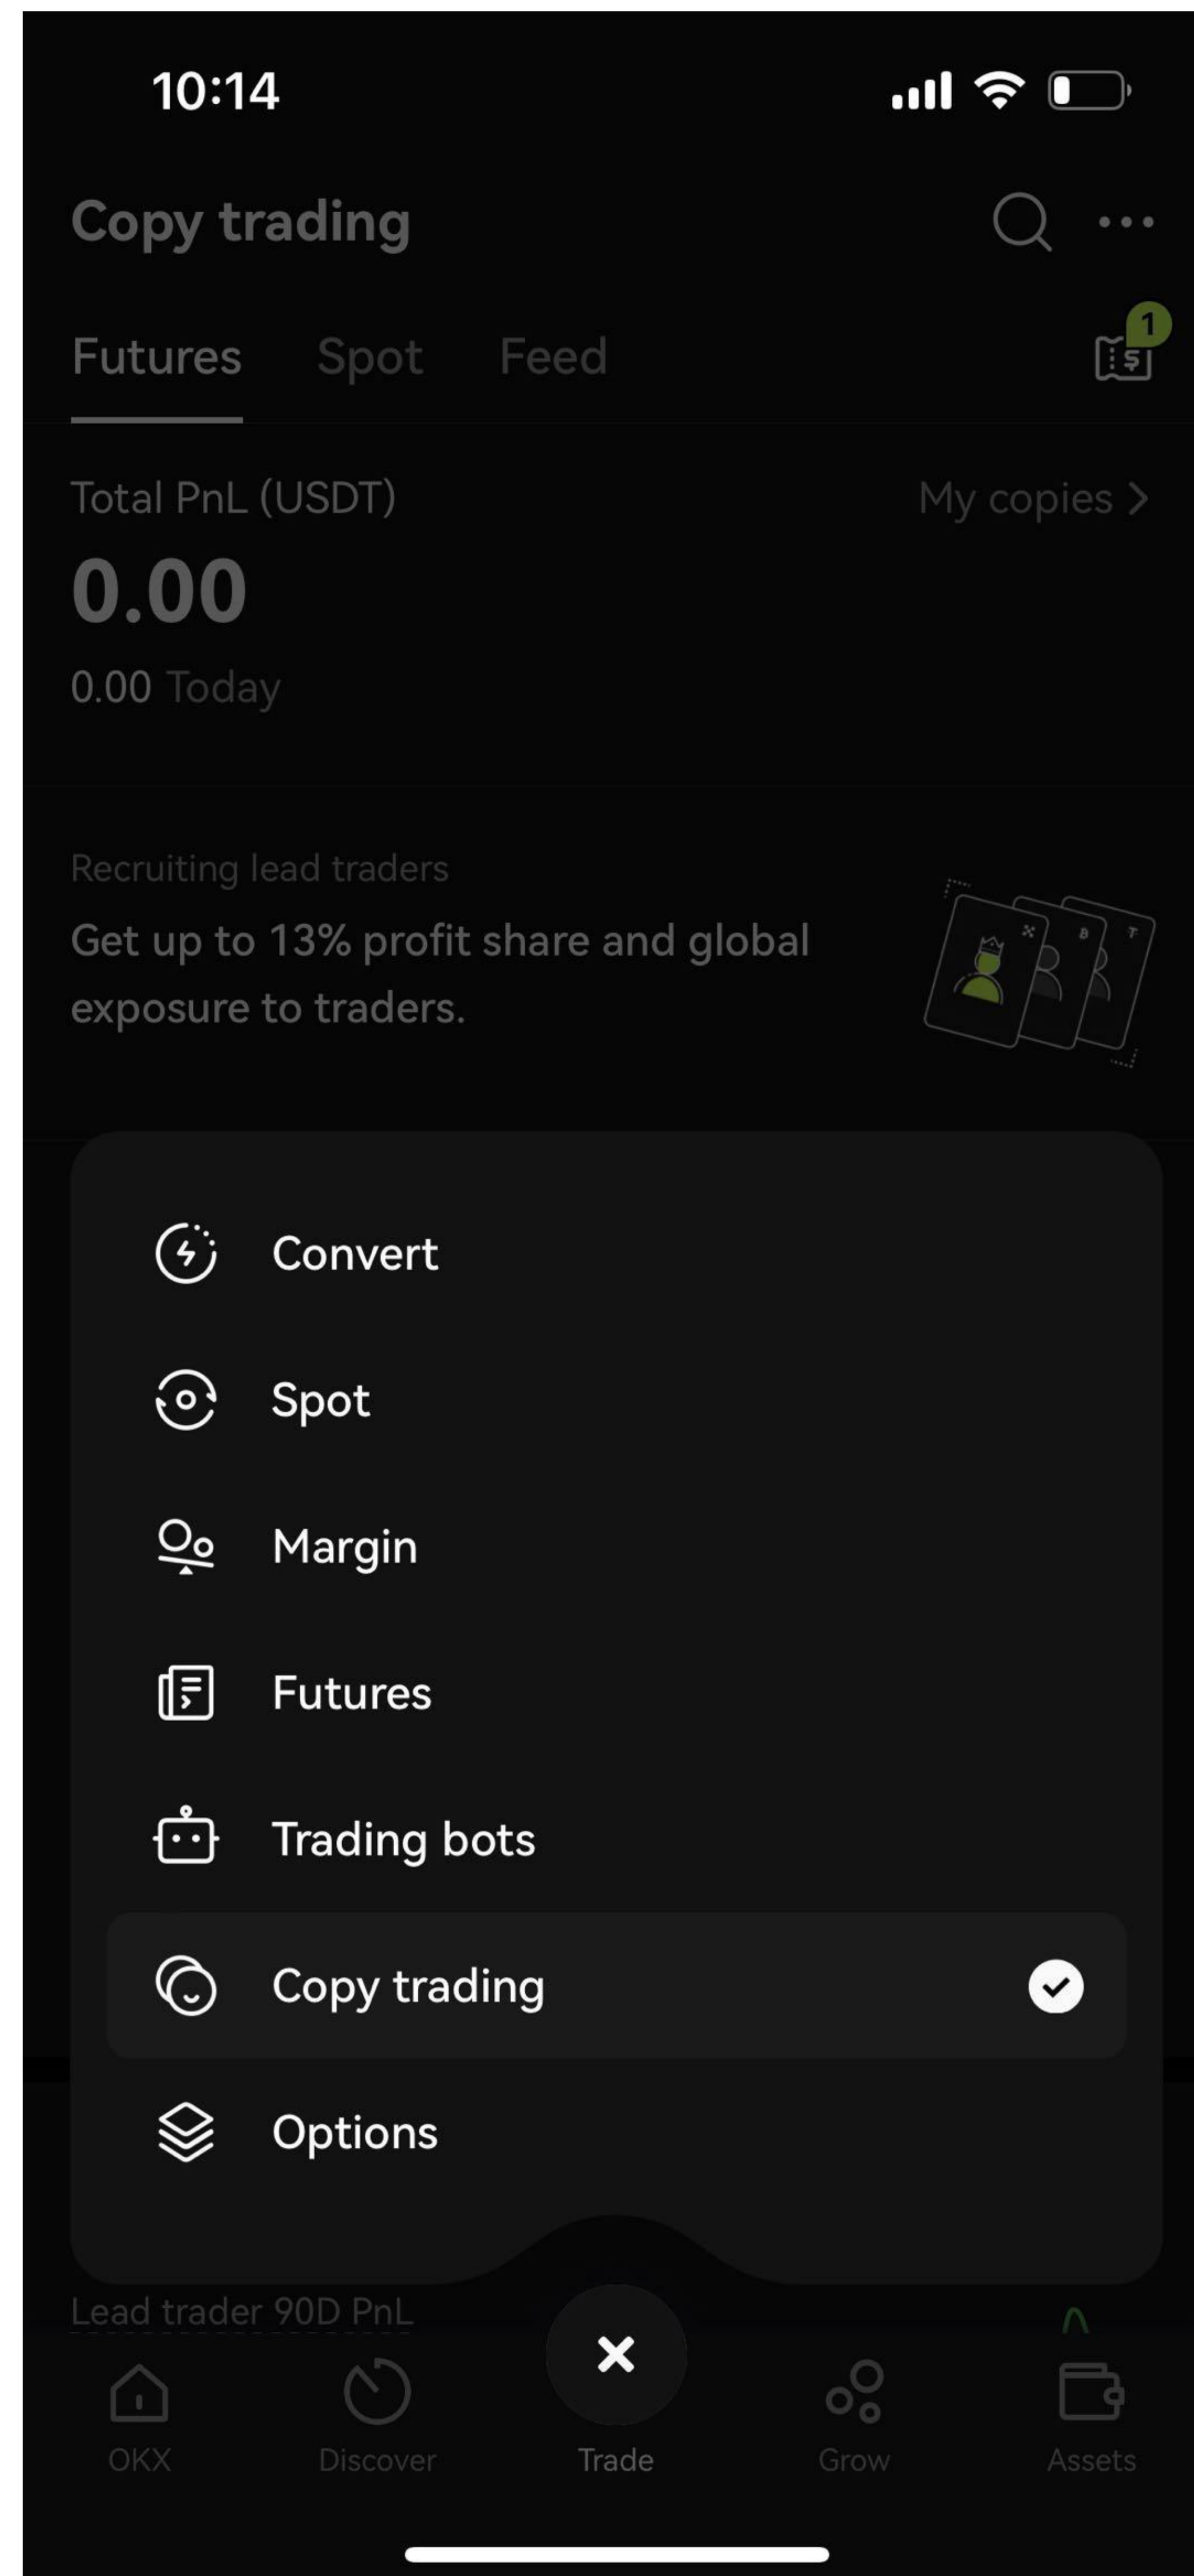 10:14
Copy trading
Futures Spot Feed
1
Total PnL (USDT) My copies >
0.00
0.00 Today
Recruiting lead traders
Get up to 13% profit share and global
exposure to traders.
Convert
Spot
Margin
Futures
Trading bots
Copy trading
Options
Lead trader 90D PnL
OKX Discover Trade Grow Assets